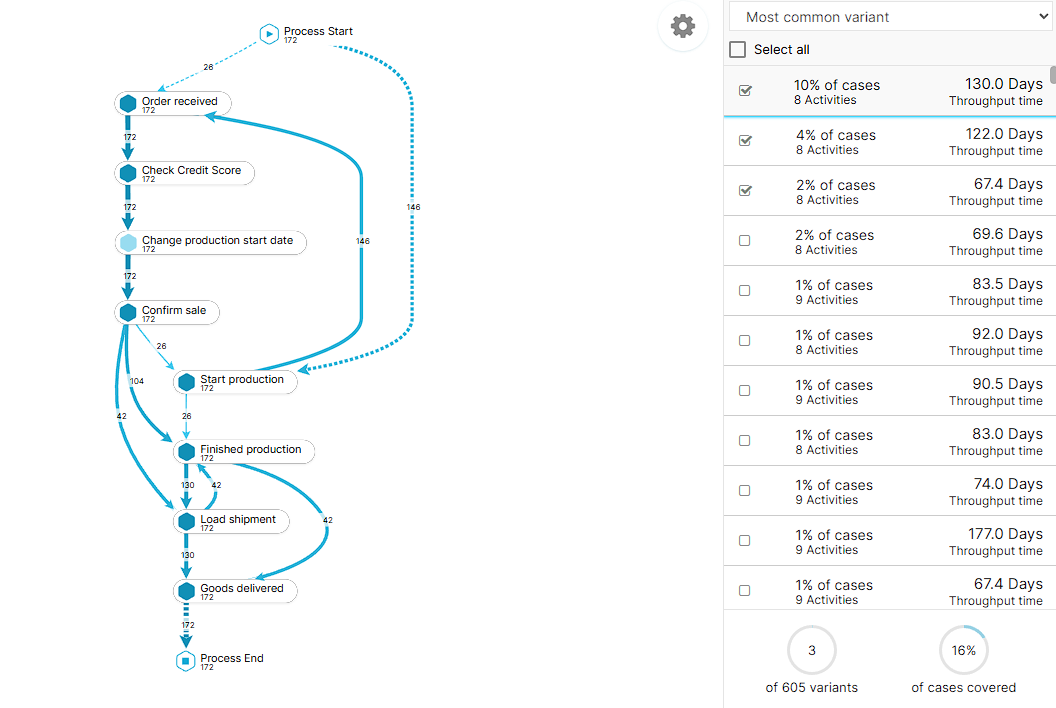 Process Start
172
26
Order received
172
172
Check Credit Score
172
172
146
Change production start date
172
146
172
Confirm sale
172
26
Start production
172
104
42
26
Finished production
172
130
42
Load shipment
172
42
130
Goods delivered
172
172
Process End
172
Most common variant
Select all
10% of cases
130.0 Days
8 Activities
Throughput time
4% of cases
122.0 Days
8 Activities
Throughput time
2% of cases
67.4 Days
8 Activities
Throughput time
2% of cases
69.6 Days
8 Activities
Throughput time
1% of cases
83.5 Days
9 Activities
Throughput time
1% of cases
92.0 Days
8 Activities
Throughput time
1% of cases
90.5 Days
9 Activities
Throughput time
1% of cases
83.0 Days
8 Activities
Throughput time
1% of cases
74.0 Days
9 Activities
Throughput time
1% of cases
177.0 Days
9 Activities
Throughput time
1% of cases
67.4 Days
9 Activities
Throughput time
3
16%
of 605 variants
of cases covered